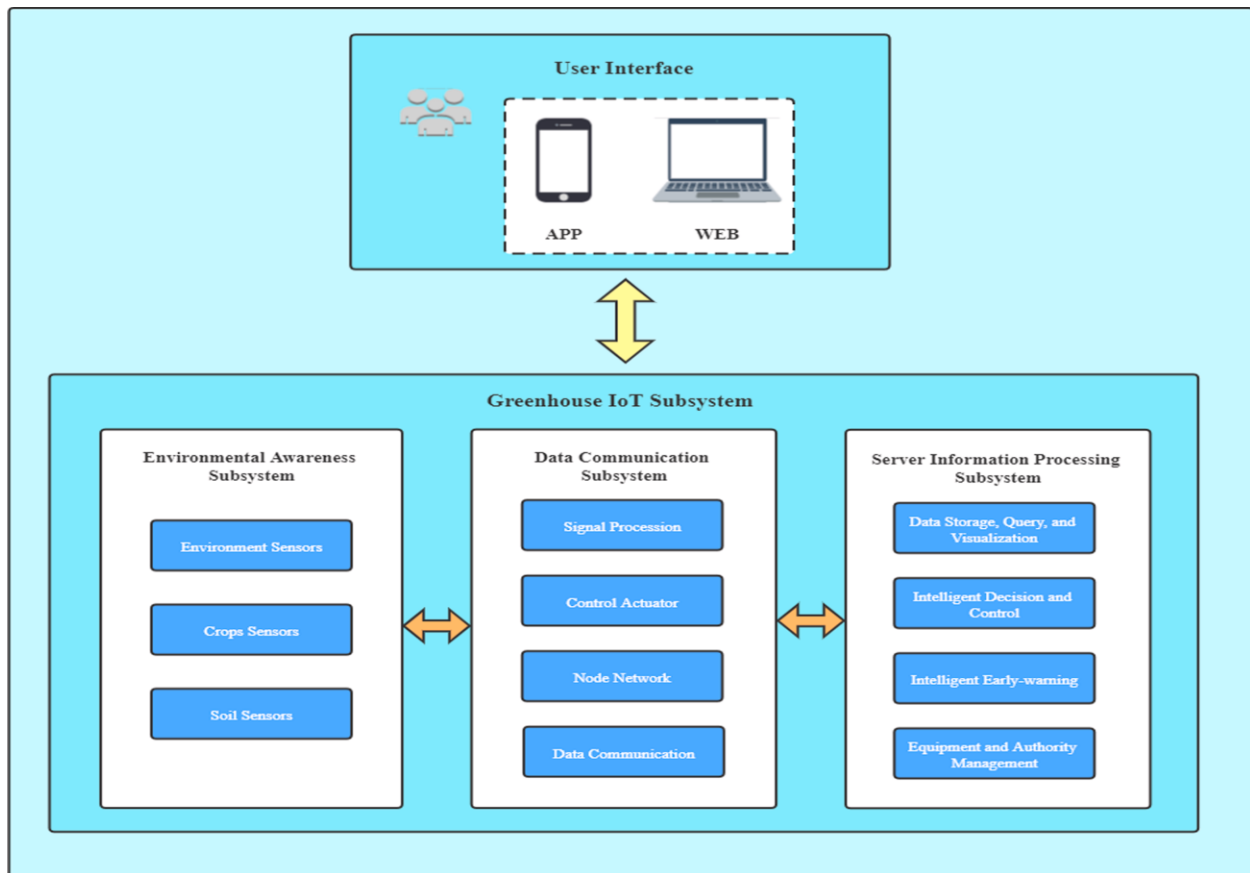 User Interface
APP
WEB
Greenhouse IoT Subsystem
Environmental Awareness
Subsystem
Environment Sensors
Crops Sensors
Soil Sensors
Data Communication
Subsystem
Signal Procession
Control Actuator
Node Network
Data Communication
Server Information Processing
Subsystem
Data Storage, Query, and
Visualization
Intelligent Decision and
Control
Intelligent Early-warning
Equipment and Authority
Management